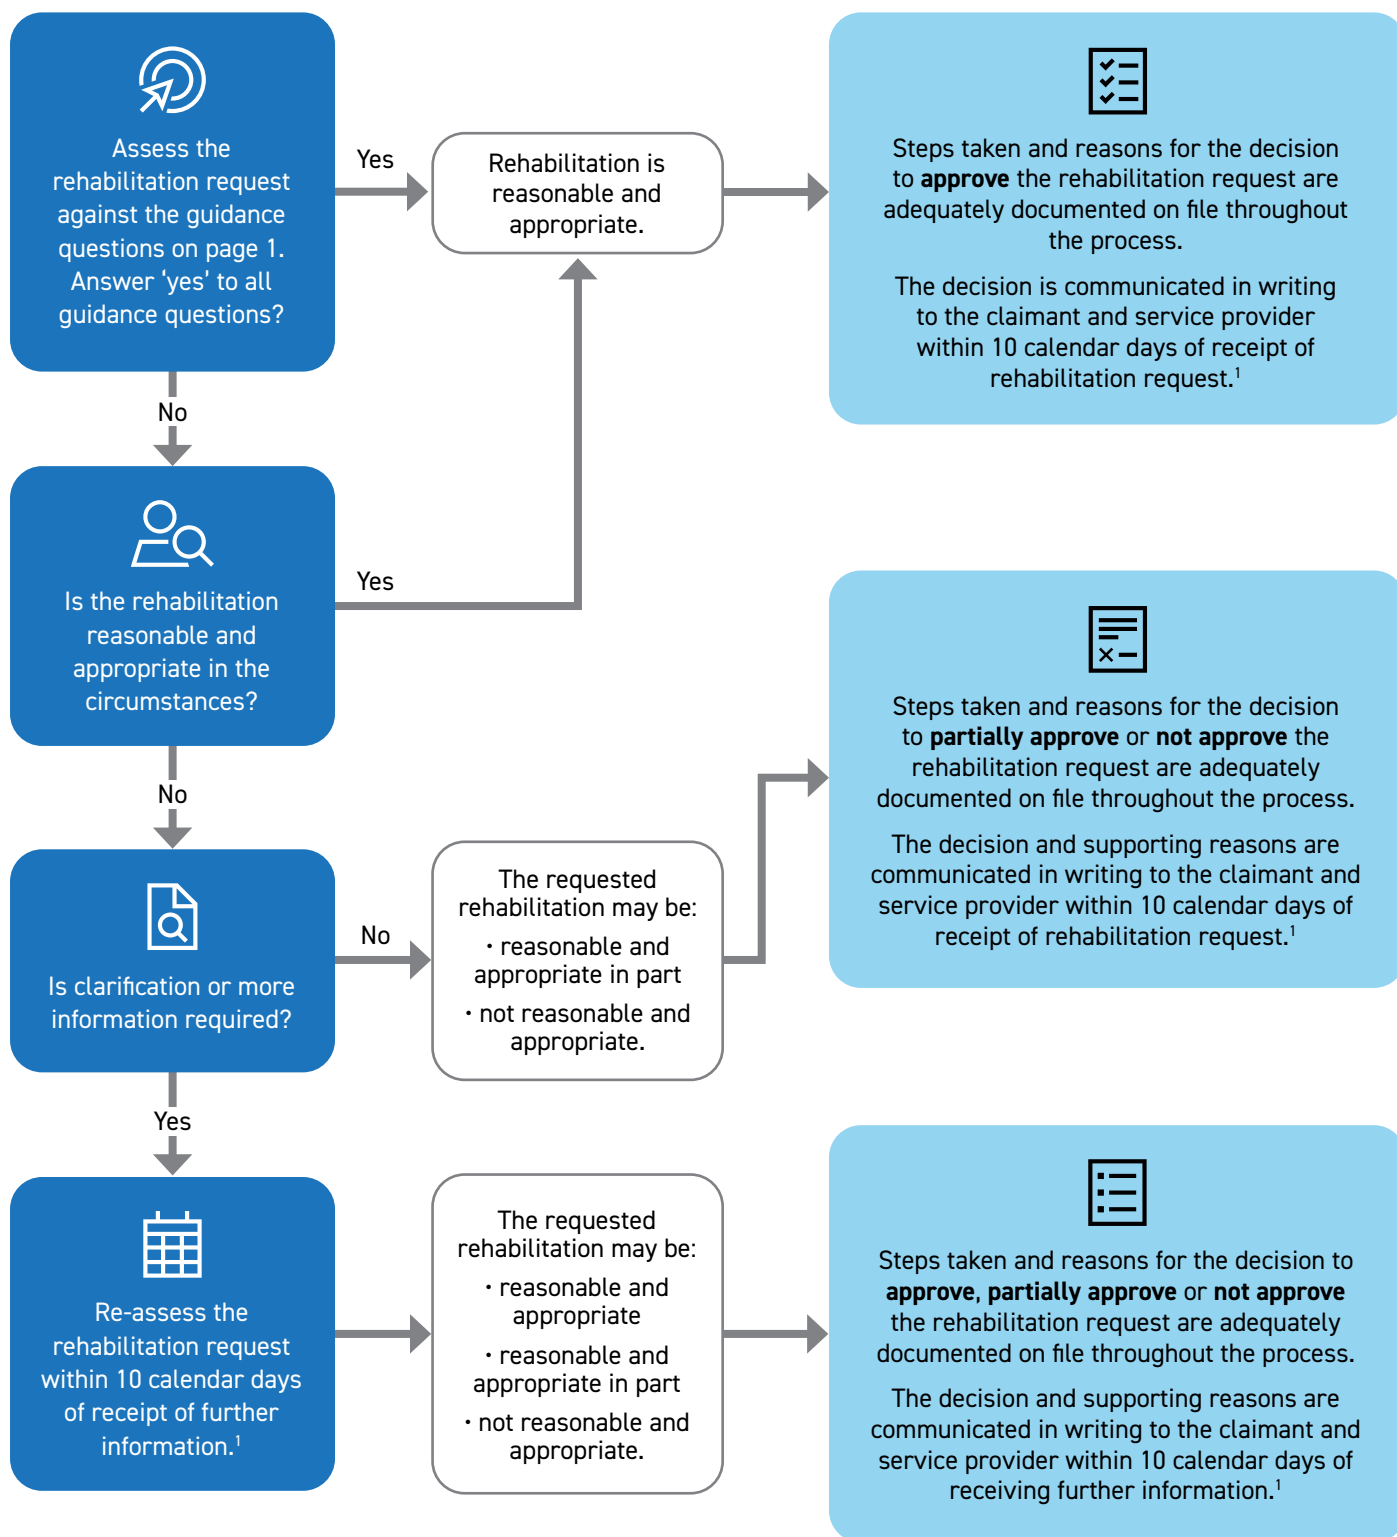 Assess the
rehabilitation request
against the guidance
questions on page 1.
Answer ‘yes’ to all
guidance questions?
Yes
Rehabilitation is
reasonable and
appropriate.
Steps taken and reasons for the decision
to approve the rehabilitation request are
adequately documented on file throughout
the process.
The decision is communicated in writing
to the claimant and service provider
within 10 calendar days of receipt of
rehabilitation request.¹
No
Is the rehabilitation
reasonable and
appropriate in the
circumstances?
Yes
No
Is clarification or more
information required?
No
The requested
rehabilitation may be:
· reasonable and
appropriate in part
· not reasonable and
appropriate.
Steps taken and reasons for the decision
to partially approve or not approve the
rehabilitation request are adequately
documented on file throughout the process.
The decision and supporting reasons are
communicated in writing to the claimant and
service provider within 10 calendar days of
receipt of rehabilitation request.¹
Yes
Re-assess the
rehabilitation request
within 10 calendar days
of receipt of further
information.¹
The requested
rehabilitation may be:
· reasonable and
appropriate
· reasonable and
appropriate in part
· not reasonable and
appropriate.
Steps taken and reasons for the decision to
approve, partially approve or not approve
the rehabilitation request are adequately
documented on file throughout the process.
The decision and supporting reasons are
communicated in writing to the claimant and
service provider within 10 calendar days of
receiving further information.¹